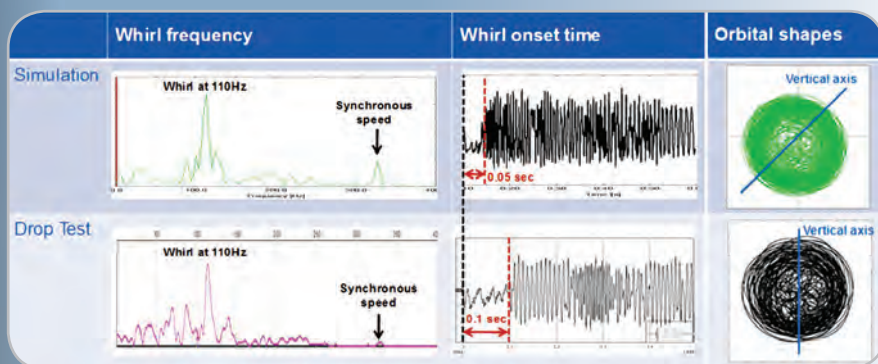 Whirl frequency
Whirl onset time
Orbital shapes
Simulation
Whirl at 110Hz
Synchronous
speed
0.05 sec
Vertical axis
Drop Test
Whirl at 110Hz
Synchronous
speed
0.1 sec
Vertical axis